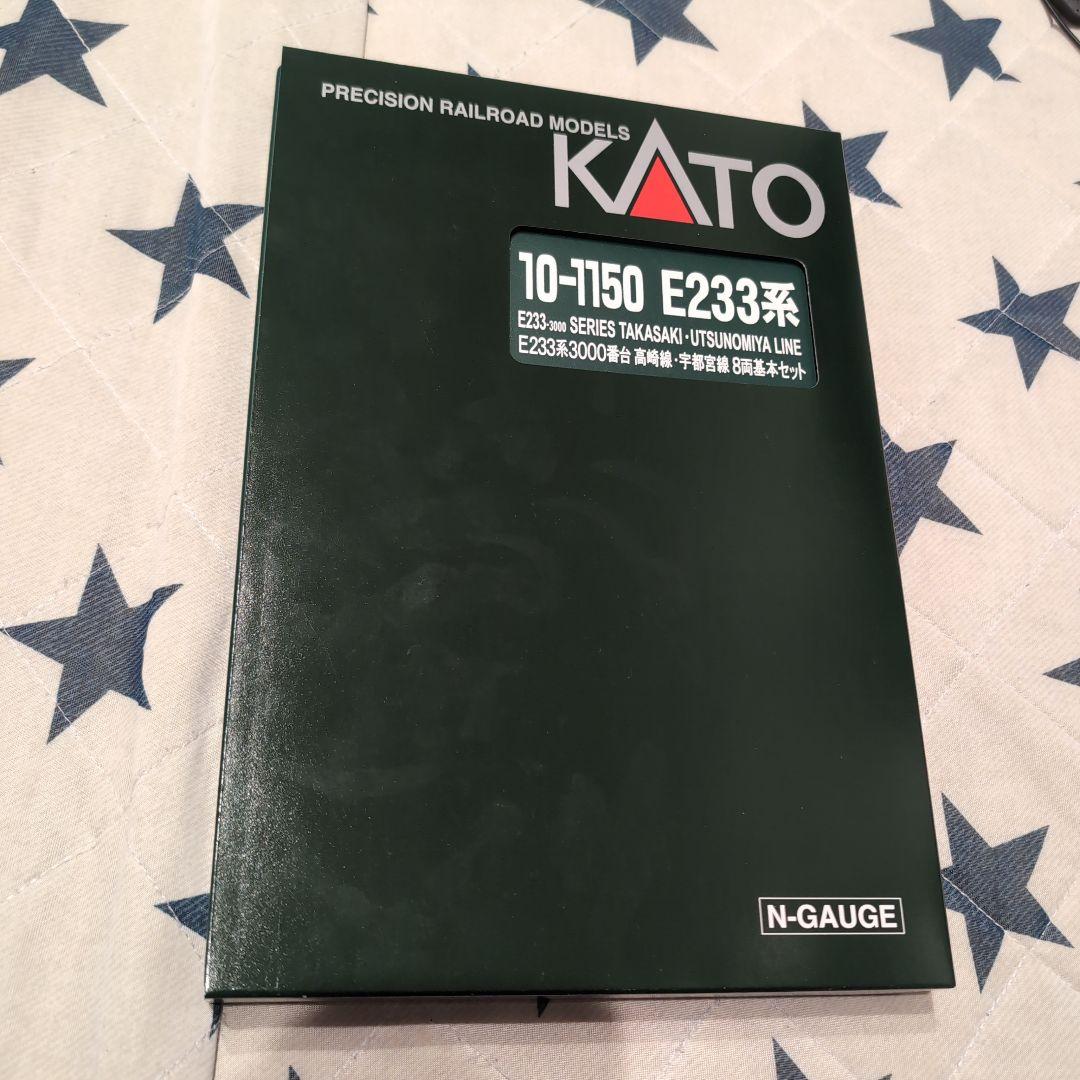 PRECISION RAILROAD MODELS
KATO
10-1150 E233系
E233-3000 SERIES TAKASAKI・UTSUNOMIYA LINE
E233系3000番台 高崎線・宇都宮線 8両基本セット
N-GAUGE